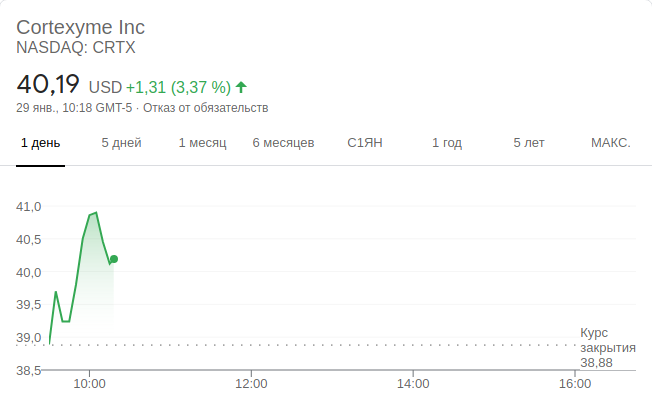 Cortexyme Inc
NASDAQ: CRTX
40,19 USD +1,31 (3,37 %)
29 янв., 10:18 GMT-5 · Отказ от обязательств
1 день 5 дней 1 месяц 6 месяцев С1ЯН 1 год 5 лет МАКС.
41,0
40,5
40,0
39,5
39,0
38,5
Курс
закрытия
38,88
10:00 12:00 14:00 16:00